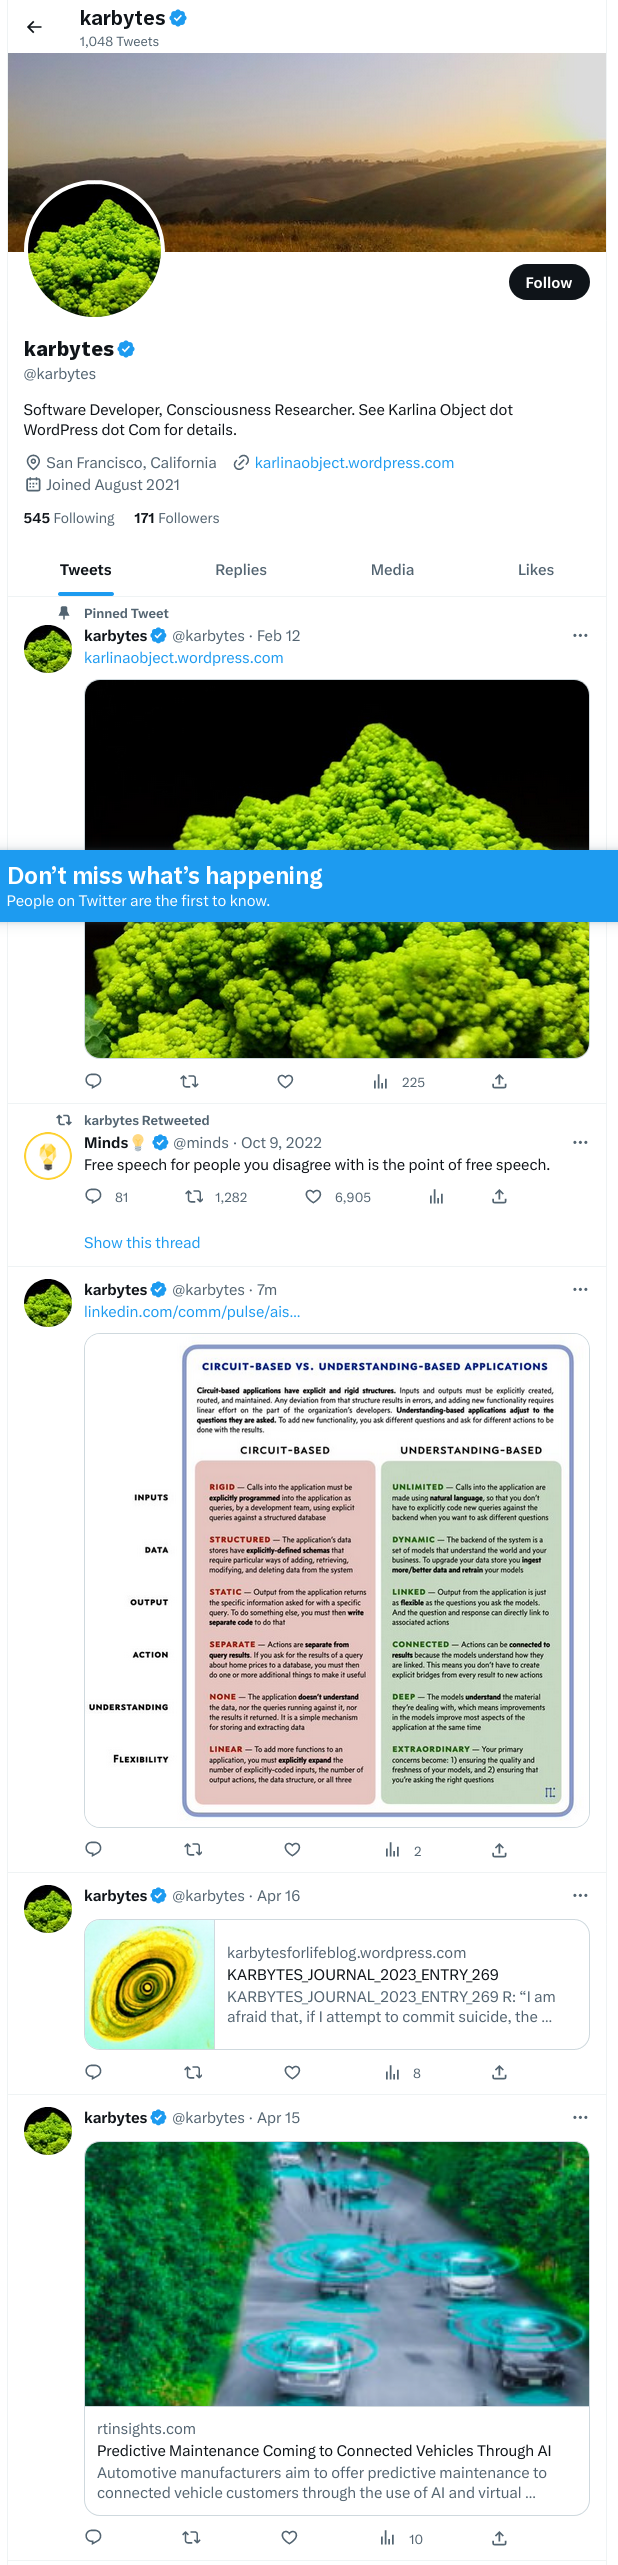 karbytes
1,048 Tweets
Follow
karbytes
@karbytes
Software Developer, Consciousness Researcher. See Karlina Object dot
WordPress dot Com for details.
San Francisco, California karlinaobject.wordpress.com
Joined August 2021
545 Following 171 Followers
Tweets Replies Media Likes
Pinned Tweet
karbytes @karbytes · Feb 12
karlinaobject.wordpress.com
Don't miss what's happening
People on Twitter are the first to know.
225
karbytes Retweeted
Minds @minds · Oct 9, 2022
Free speech for people you disagree with is the point of free speech.
81 1,282 6,905
Show this thread
karbytes @karbytes · 7m
linkedin.com/comm/pulse/ais...
CIRCUIT-BASED VS. UNDERSTANDING-BASED APPLICATIONS
Circuit-based applications have explicit and rigid structures. Inputs and outputs must be explicitly created,
routed, and maintained. Any deviation from that structure results in errors, and adding new functionality requires
linear effort on the part of the organization's developers. Understanding-based applications adjust to the
questions they are asked. To add new functionality, you ask different questions and ask for different actions to be
done with the results.
CIRCUIT-BASED UNDERSTANDING-BASED
INPUTS
RIGID — Calls into the application must be
explicitly programmed into the application as
queries, by a development team, using explicit
queries against a structured database
UNLIMITED — Calls into the application are
made using natural language, so that you don't
have to explicitly code new queries against the
backend when you want to ask different questions
DATA
STRUCTURED — The application's data
stores have explicitly-defined schemas that
require particular ways of adding, retrieving,
modifying, and deleting data from the system
DYNAMIC — The backend of the system is a
set of models that understand the world and your
business. To upgrade your data store you ingest
more/better data and retrain your models
OUTPUT
STATIC — Output from the application returns
the specific information asked for with a specific
query. To do something else, you must then write
separate code to do that
LINKED — Output from the application is just
as flexible as the questions you ask the models.
And the question and response can directly link to
associated actions
ACTION
SEPARATE — Actions are separate from
query results. If you ask for the results of a query
about home prices to a database, you must then
do one or more additional things to make it useful
CONNECTED — Actions can be connected to
results because the models understand how they
are linked. This means you don't have to create
explicit bridges from every result to new actions
UNDERSTANDING
NONE — The application doesn't understand
the data, nor the queries running against it, nor
the results it returned. It is a simple mechanism
for storing and extracting data
DEEP — The models understand the material
they're dealing with, which means improvements
in the models improve most aspects of the
application at the same time
FLEXIBILITY
LINEAR — To add more functions to an
application, you must explicitly expand the
number of explicitly-coded inputs, the number of
output actions, the data structure, or all three
EXTRAORDINARY — Your primary
concerns become: 1) ensuring the quality and
freshness of your models, and 2) ensuring that
you're asking the right questions
2
karbytes @karbytes · Apr 16
karbytesforlifeblog.wordpress.com
KARBYTES_JOURNAL_2023_ENTRY_269
KARBYTES_JOURNAL_2023_ENTRY_269 R: “I am
afraid that, if I attempt to commit suicide, the ...
8
karbytes @karbytes · Apr 15
rtinsights.com
Predictive Maintenance Coming to Connected Vehicles Through AI
Automotive manufacturers aim to offer predictive maintenance to
connected vehicle customers through the use of AI and virtual ...
10